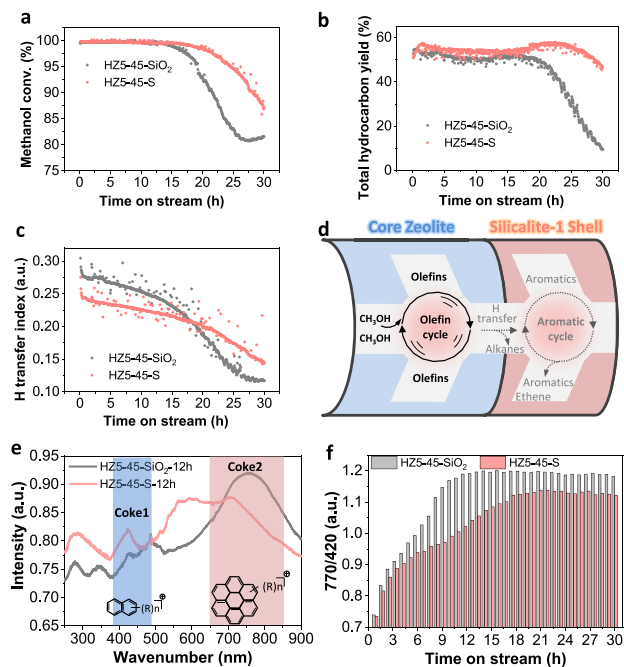 a
Methanol conv. (%)
100
95
90
85
80
75
HZ5-45-SiO₂
HZ5-45-S
0 5 10 15 20 25 30
Time on stream (h)
b
Total hydrocarbon yield (%)
60
40
20
0
HZ5-45-SiO₂
HZ5-45-S
0 5 10 15 20 25 30
Time on stream (h)
c
H transfer index (a.u.)
0.30
0.25
0.20
0.15
0.10
HZ5-45-SiO₂
HZ5-45-S
0 5 10 15 20 25 30
Time on stream (h)
d
Core Zeolite
Silicalite-1 Shell
Olefins
Aromatics
CH₃OH
CH₃OH
Olefin
cycle
H
transfer
Alkanes
Aromatic
cycle
Olefins
Aromatics
Ethene
e
Intensity (a.u.)
0.95
0.90
0.85
0.80
0.75
0.70
0.65
HZ5-45-SiO₂-12h
HZ5-45-S-12h
Coke1
Coke2
(R)n ⊕
(R)n ⊕
300 400 500 600 700 800 900
Wavenumber (nm)
f
770/420 (a.u.)
1.2
1.1
1.0
0.9
0.8
0.7
HZ5-45-SiO₂
HZ5-45-S
0 3 6 9 12 15 18 21 24 27 30
Time on stream (h)